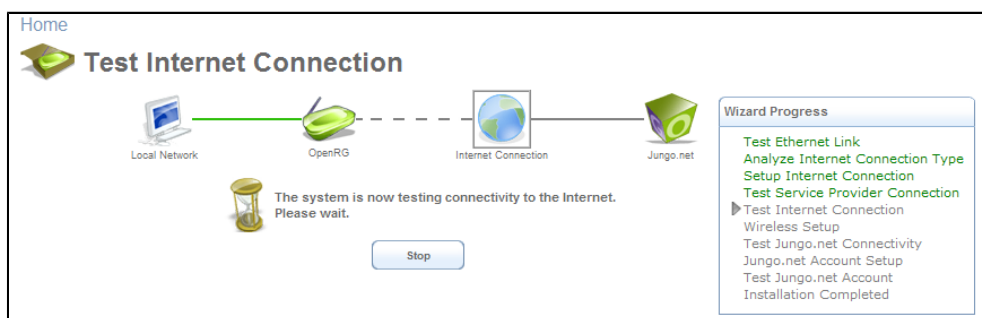 Home
Test Internet Connection
Local Network
OpenRG
Internet Connection
Jungo.net
The system is now testing connectivity to the Internet.
Please wait.
Stop
Wizard Progress
Test Ethernet Link
Analyze Internet Connection Type
Setup Internet Connection
Test Service Provider Connection
Test Internet Connection
Wireless Setup
Test Jungo.net Connectivity
Jungo.net Account Setup
Test Jungo.net Account
Installation Completed